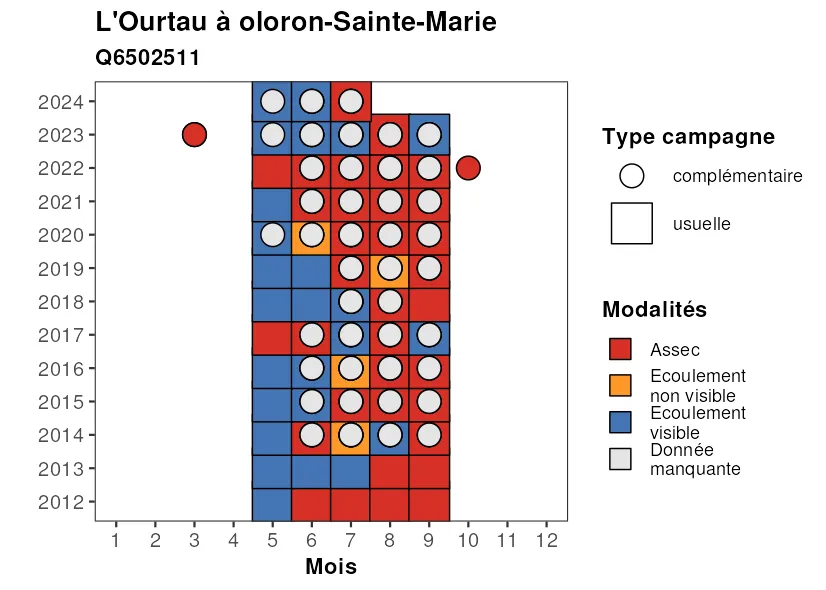 L'Ourtau à oloron-Sainte-Marie
Q6502511
2024
2023
2022
2021
2020
2019
2018
2017
2016
2015
2014
2013
2012
1 2 3 4 5 6 7 8 9 10 11 12
Mois
Type campagne
complémentaire
usuelle
Modalités
Assec
Ecoulement
non visible
Ecoulement
visible
Donnée
manquante